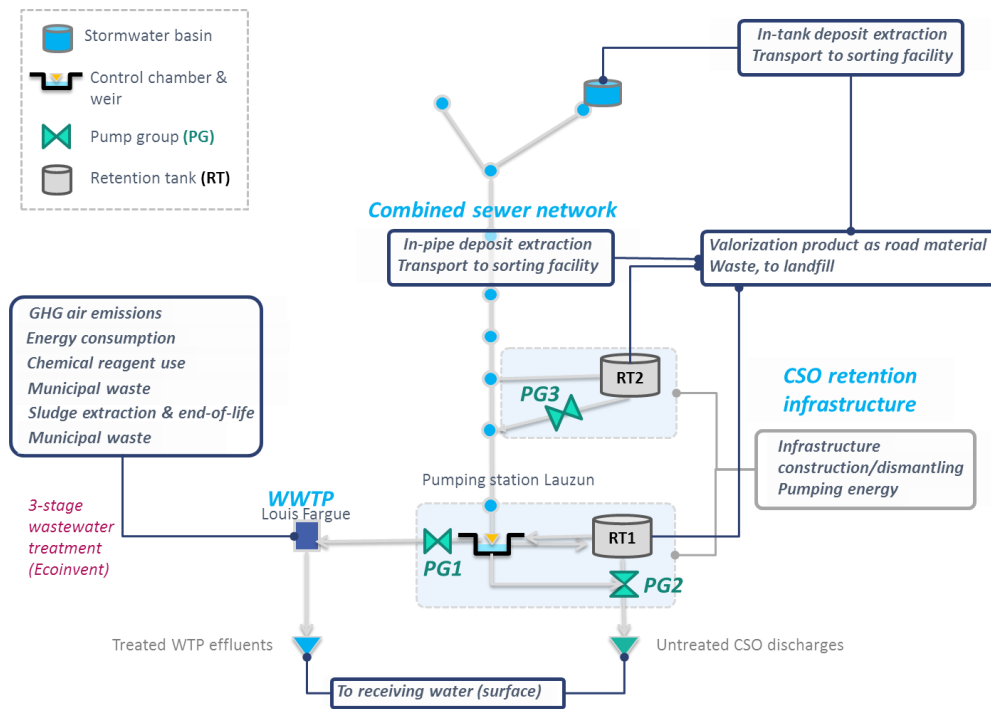 Stormwater basin
Control chamber &
weir
Pump group (PG)
Retention tank (RT)
In-tank deposit extraction
Transport to sorting facility
Combined sewer network
In-pipe deposit extraction
Transport to sorting facility
Valorization product as road material
Waste, to landfill
GHG air emissions
Energy consumption
Chemical reagent use
Municipal waste
Sludge extraction & end-of-life
Municipal waste
RT2
PG3
CSO retention
infrastructure
Infrastructure
construction/dismantling
Pumping energy
Pumping station Lauzun
WWTP
Louis Fargue
3-stage
wastewater
treatment
(Ecoinvent)
PG1
RT1
PG2
Treated WTP effluents
Untreated CSO discharges
To receiving water (surface)